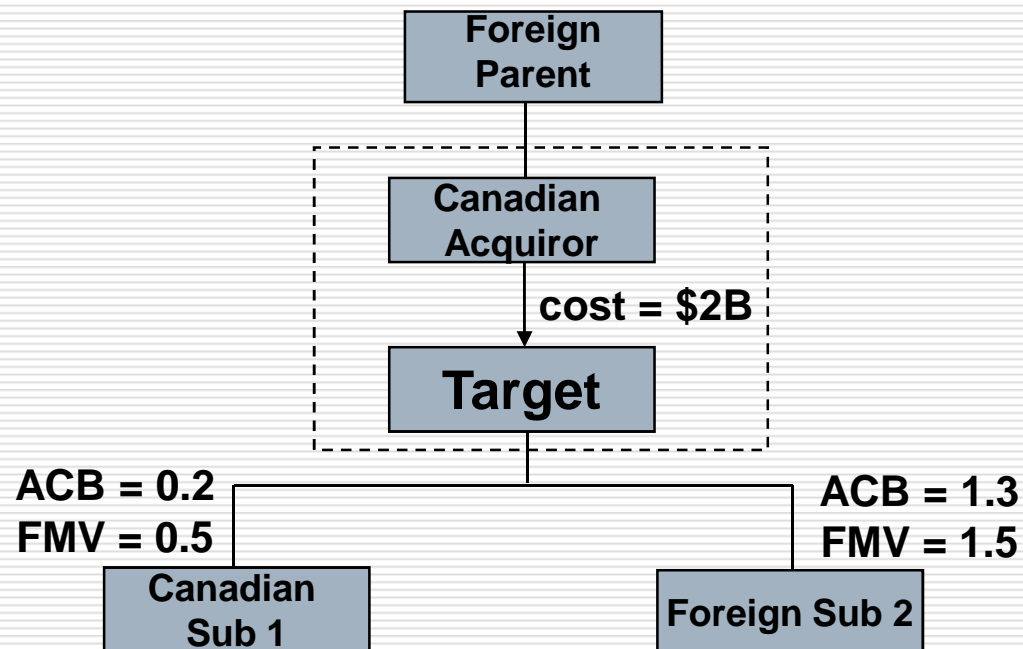 Foreign
Parent
Canadian
Acquiror
cost = $2B
Target
ACB = 0.2
FMV = 0.5
ACB = 1.3
FMV = 1.5
Canadian
Sub 1
Foreign Sub 2